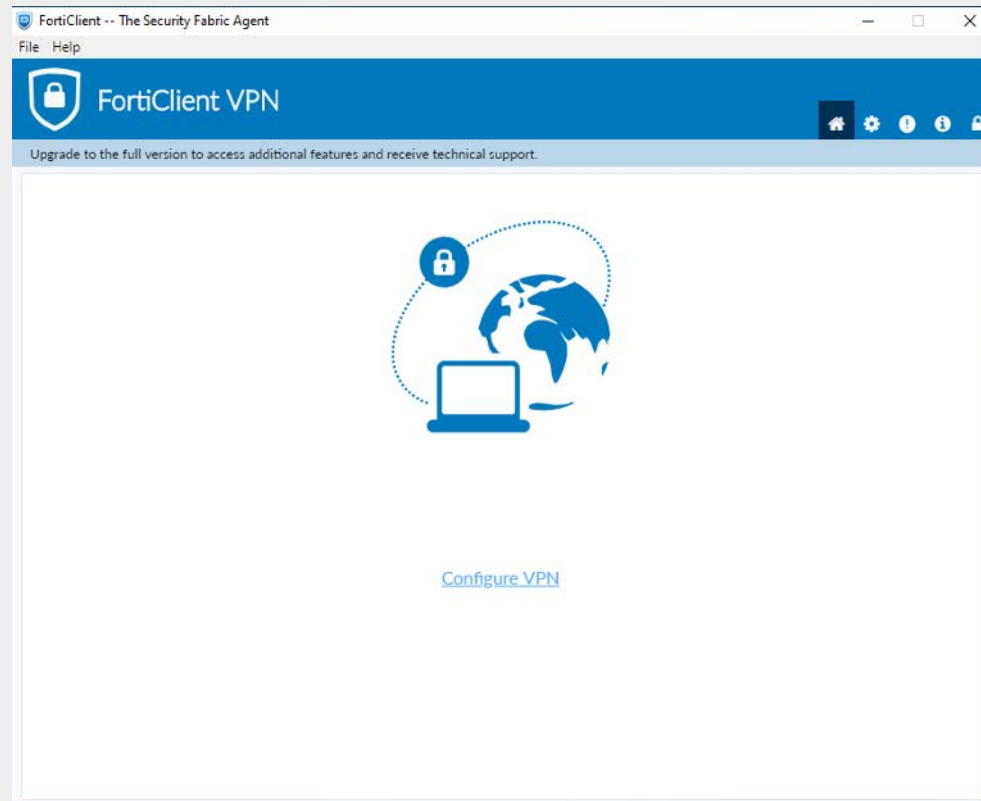 FortiClient -- The Security Fabric Agent
File Help
FortiClient VPN
Upgrade to the full version to access additional features and receive technical support.
Configure VPN